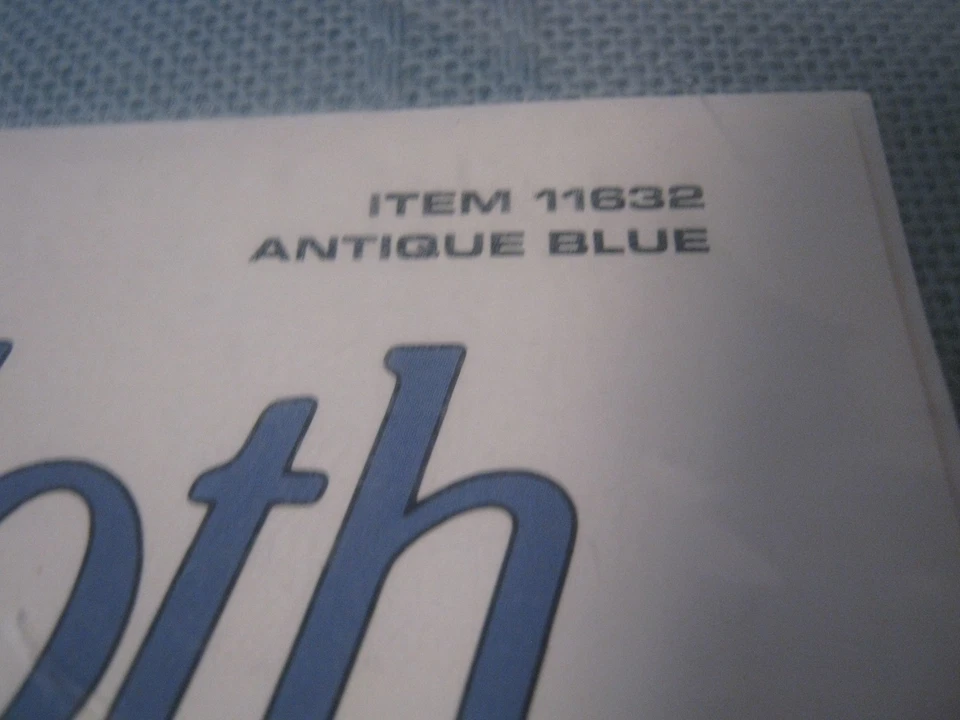 ITEM 11632
ANTIQUE BLUE
oth